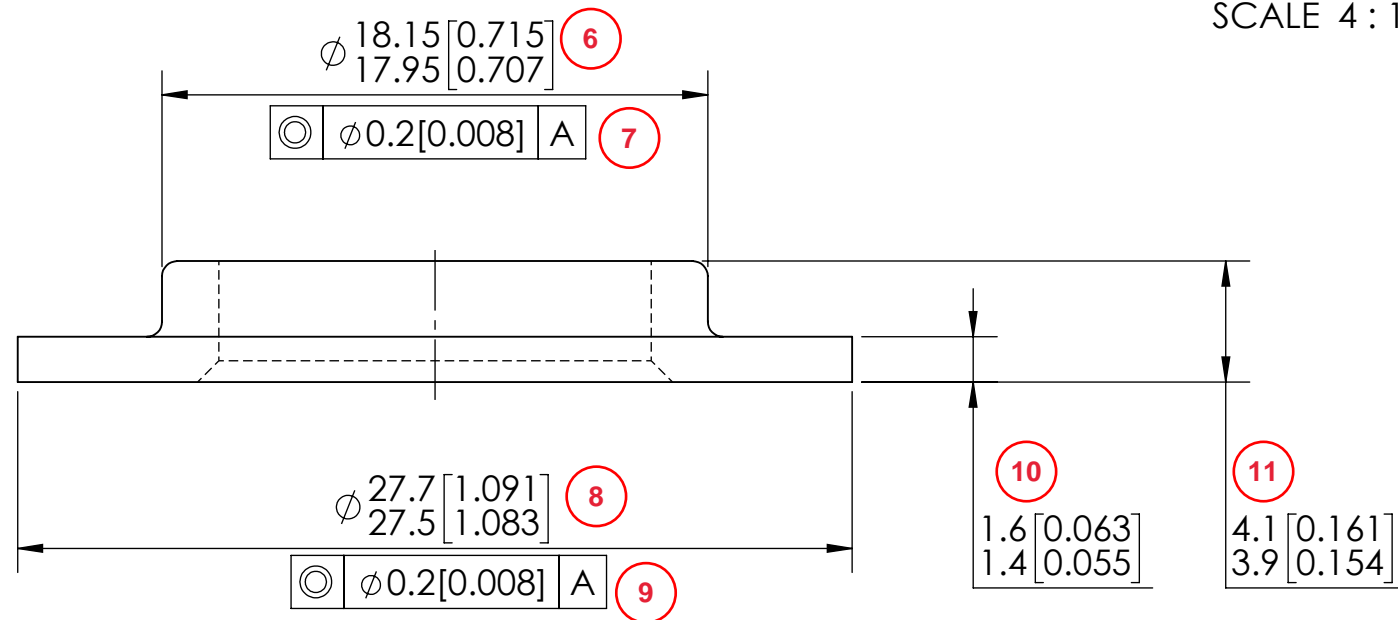 SCALE 4 : 1
⌀ 18.15 [0.715]
17.95 [0.707]
6
◎ ⌀0.2[0.008] A
7
⌀ 27.7 [1.091]
27.5 [1.083]
8
◎ ⌀0.2[0.008] A
9
10
1.6 [0.063]
1.4 [0.055]
11
4.1 [0.161]
3.9 [0.154]